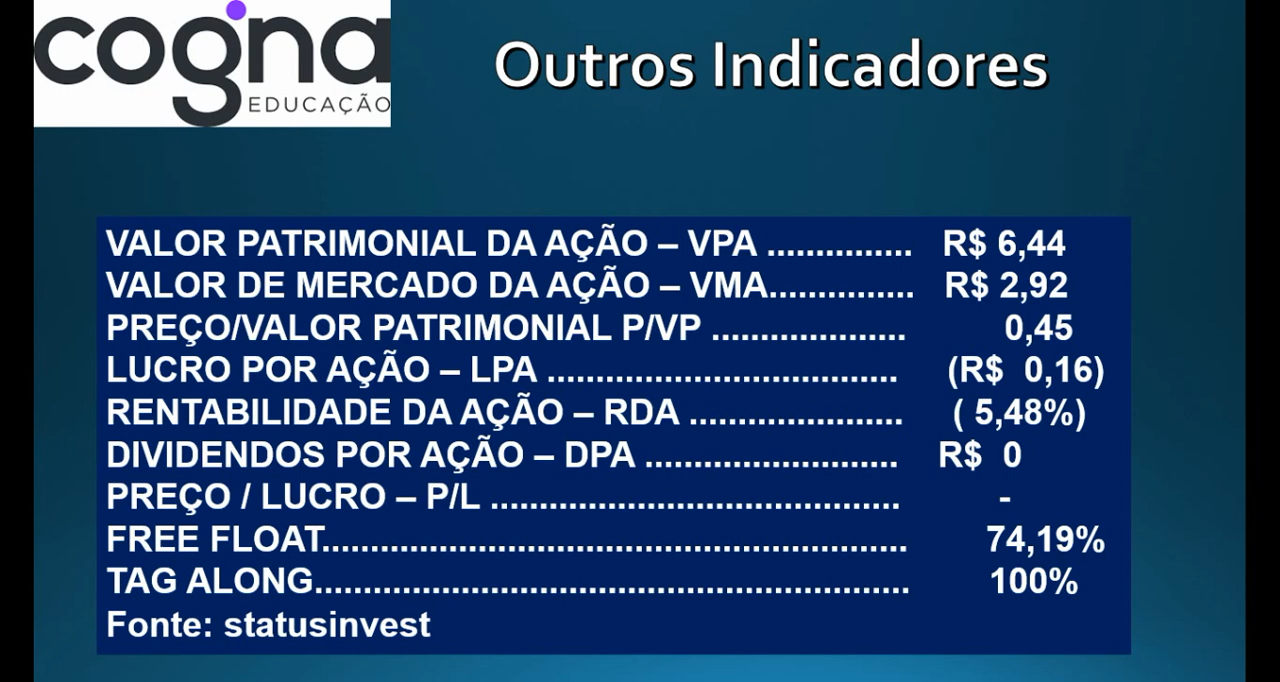 cogna
EDUCAÇÃO
Outros Indicadores
VALOR PATRIMONIAL DA AÇÃO – VPA ............... R$ 6,44
VALOR DE MERCADO DA AÇÃO – VMA............... R$ 2,92
PREÇO/VALOR PATRIMONIAL P/VP .................... 0,45
LUCRO POR AÇÃO – LPA .................................... (R$ 0,16)
RENTABILIDADE DA AÇÃO – RDA ...................... ( 5,48%)
DIVIDENDOS POR AÇÃO – DPA .......................... R$ 0
PREÇO / LUCRO – P/L .......................................... -
FREE FLOAT............................................................ 74,19%
TAG ALONG............................................................. 100%
Fonte: statusinvest